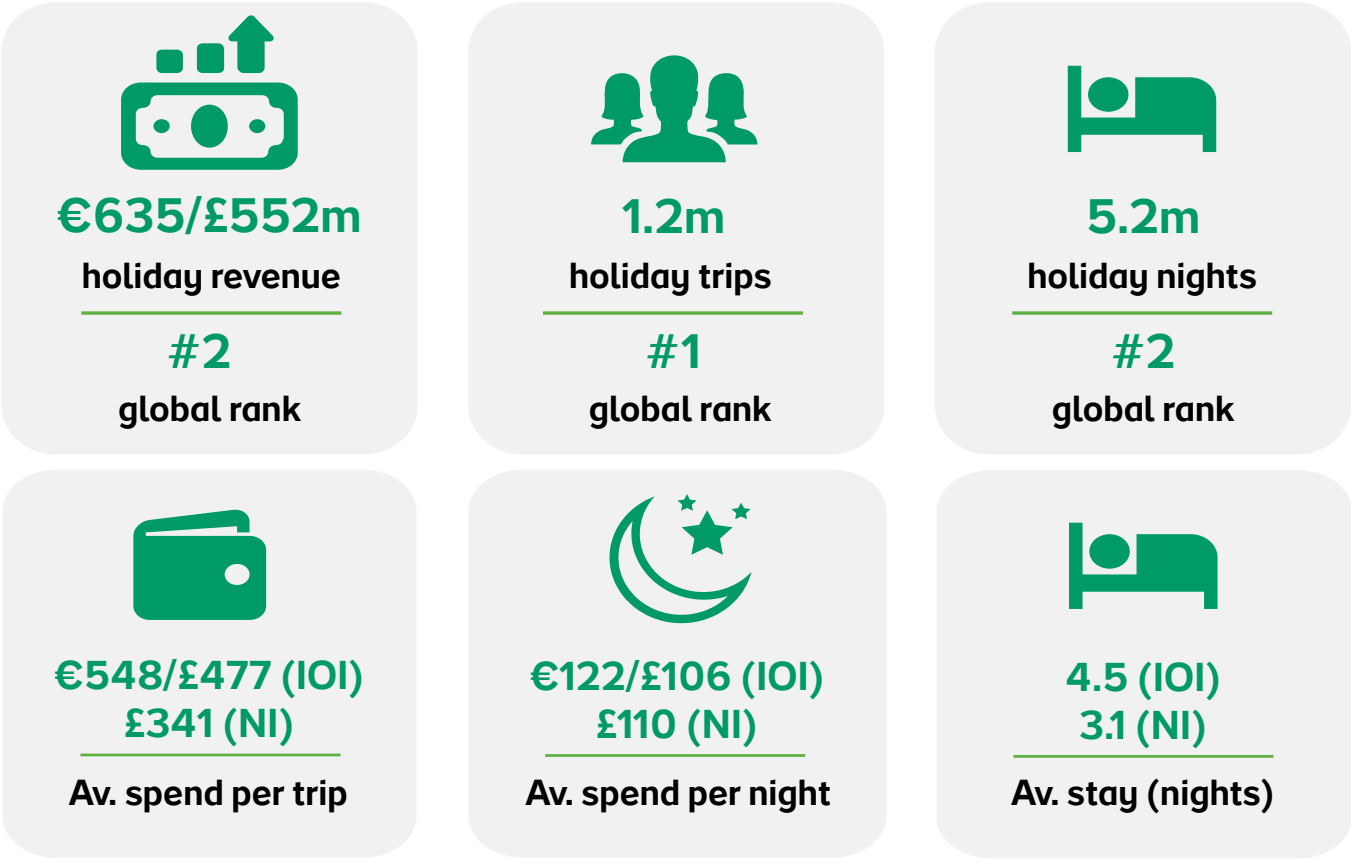 €635/£552m
holiday revenue
#2
global rank
1.2m
holiday trips
#1
global rank
5.2m
holiday nights
#2
global rank
€548/£477 (IOI)
£341 (NI)
Av. spend per trip
€122/£106 (IOI)
£110 (NI)
Av. spend per night
4.5 (IOI)
3.1 (NI)
Av. stay (nights)